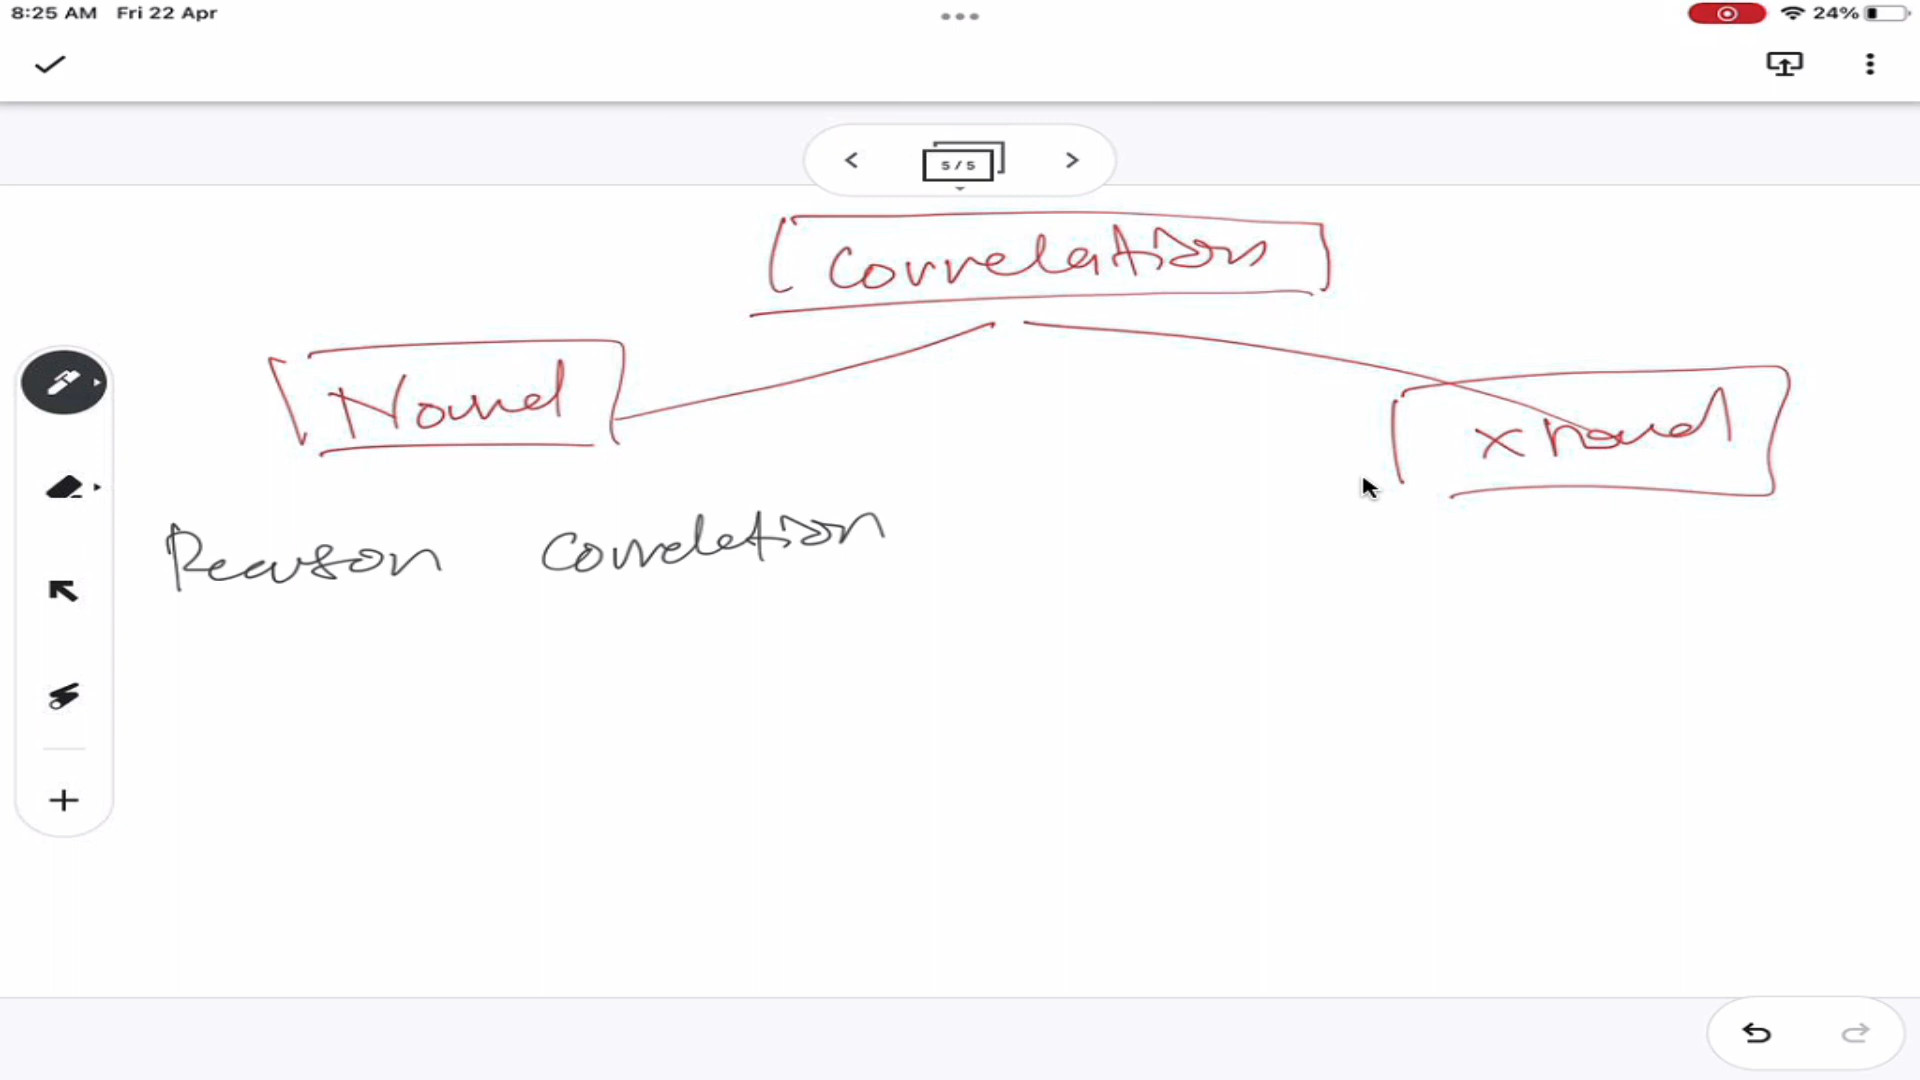 8:25 AM Fri 22 Apr
24%
5/5
Correlation
Normal
x normal
Pearson Correlation